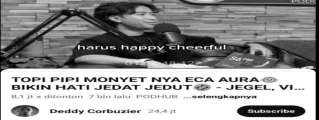 PODHUB
harus happy cheerful
TOPI PIPI MONYET NYA ECA AURA
BIKIN HATI JEDAT JEDUT - JEGEL, VI...
8,1 jt x ditonton 7 bln lalu PODHUB ...selengkapnya
Deddy Corbuzier 24,4 jt Subscribe